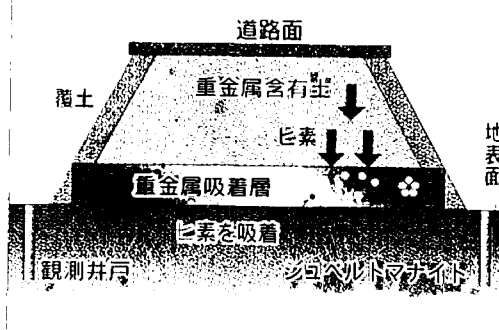 道路面
重金属含有土
覆土
ヒ素
地表面
重金属吸着層
ヒ素を吸着
観測井戸
シュベルトマナイト